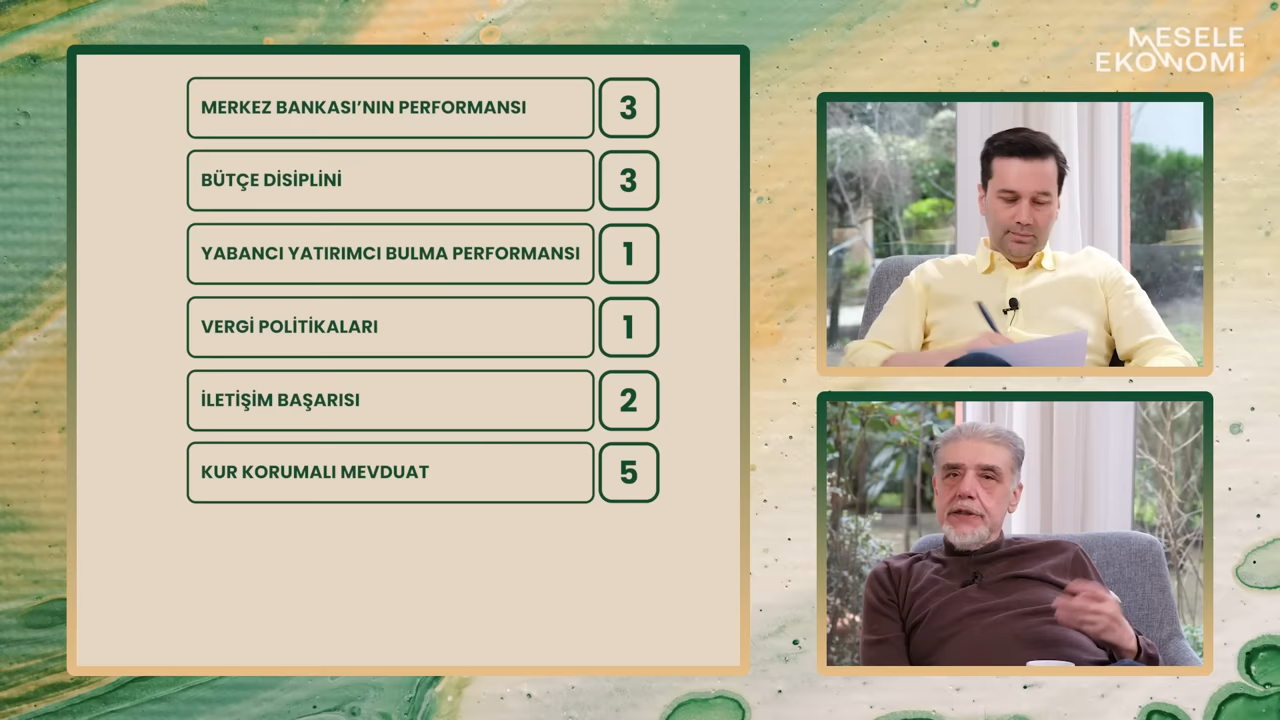 MESELE
EKONOMİ
MERKEZ BANKASI’NIN PERFORMANSI 3
BÜTÇE DİSİPLİNİ 3
YABANCI YATIRIMCI BULMA PERFORMANSI 1
VERGİ POLİTİKALARI 1
İLETİŞİM BAŞARISI 2
KUR KORUMALI MEVDUAT 5